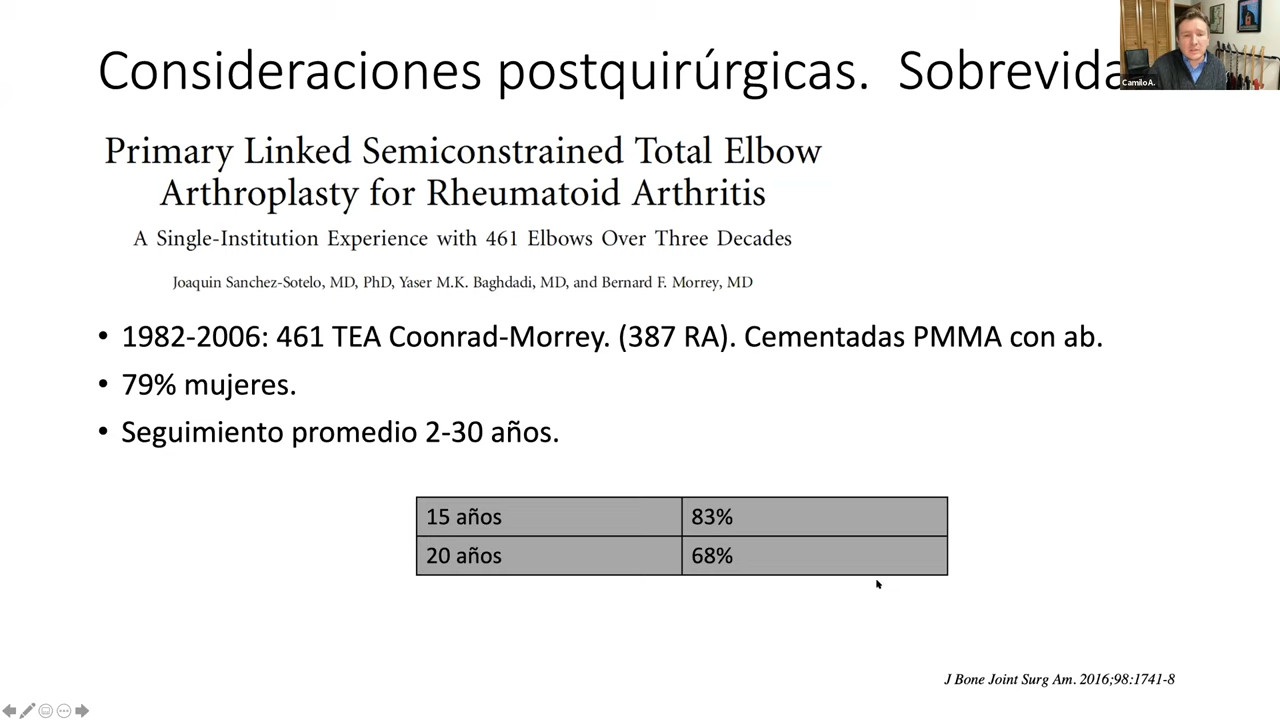 Consideraciones postquirúrgicas. Sobrevida
Camilo A.
Primary Linked Semiconstrained Total Elbow
Arthroplasty for Rheumatoid Arthritis
A Single-Institution Experience with 461 Elbows Over Three Decades
Joaquin Sanchez-Sotelo, MD, PhD, Yaser M.K. Baghdadi, MD, and Bernard F. Morrey, MD
• 1982-2006: 461 TEA Coonrad-Morrey. (387 RA). Cementadas PMMA con ab.
• 79% mujeres.
• Seguimiento promedio 2-30 años.
15 años 83%
20 años 68%
J Bone Joint Surg Am. 2016;98:1741-8